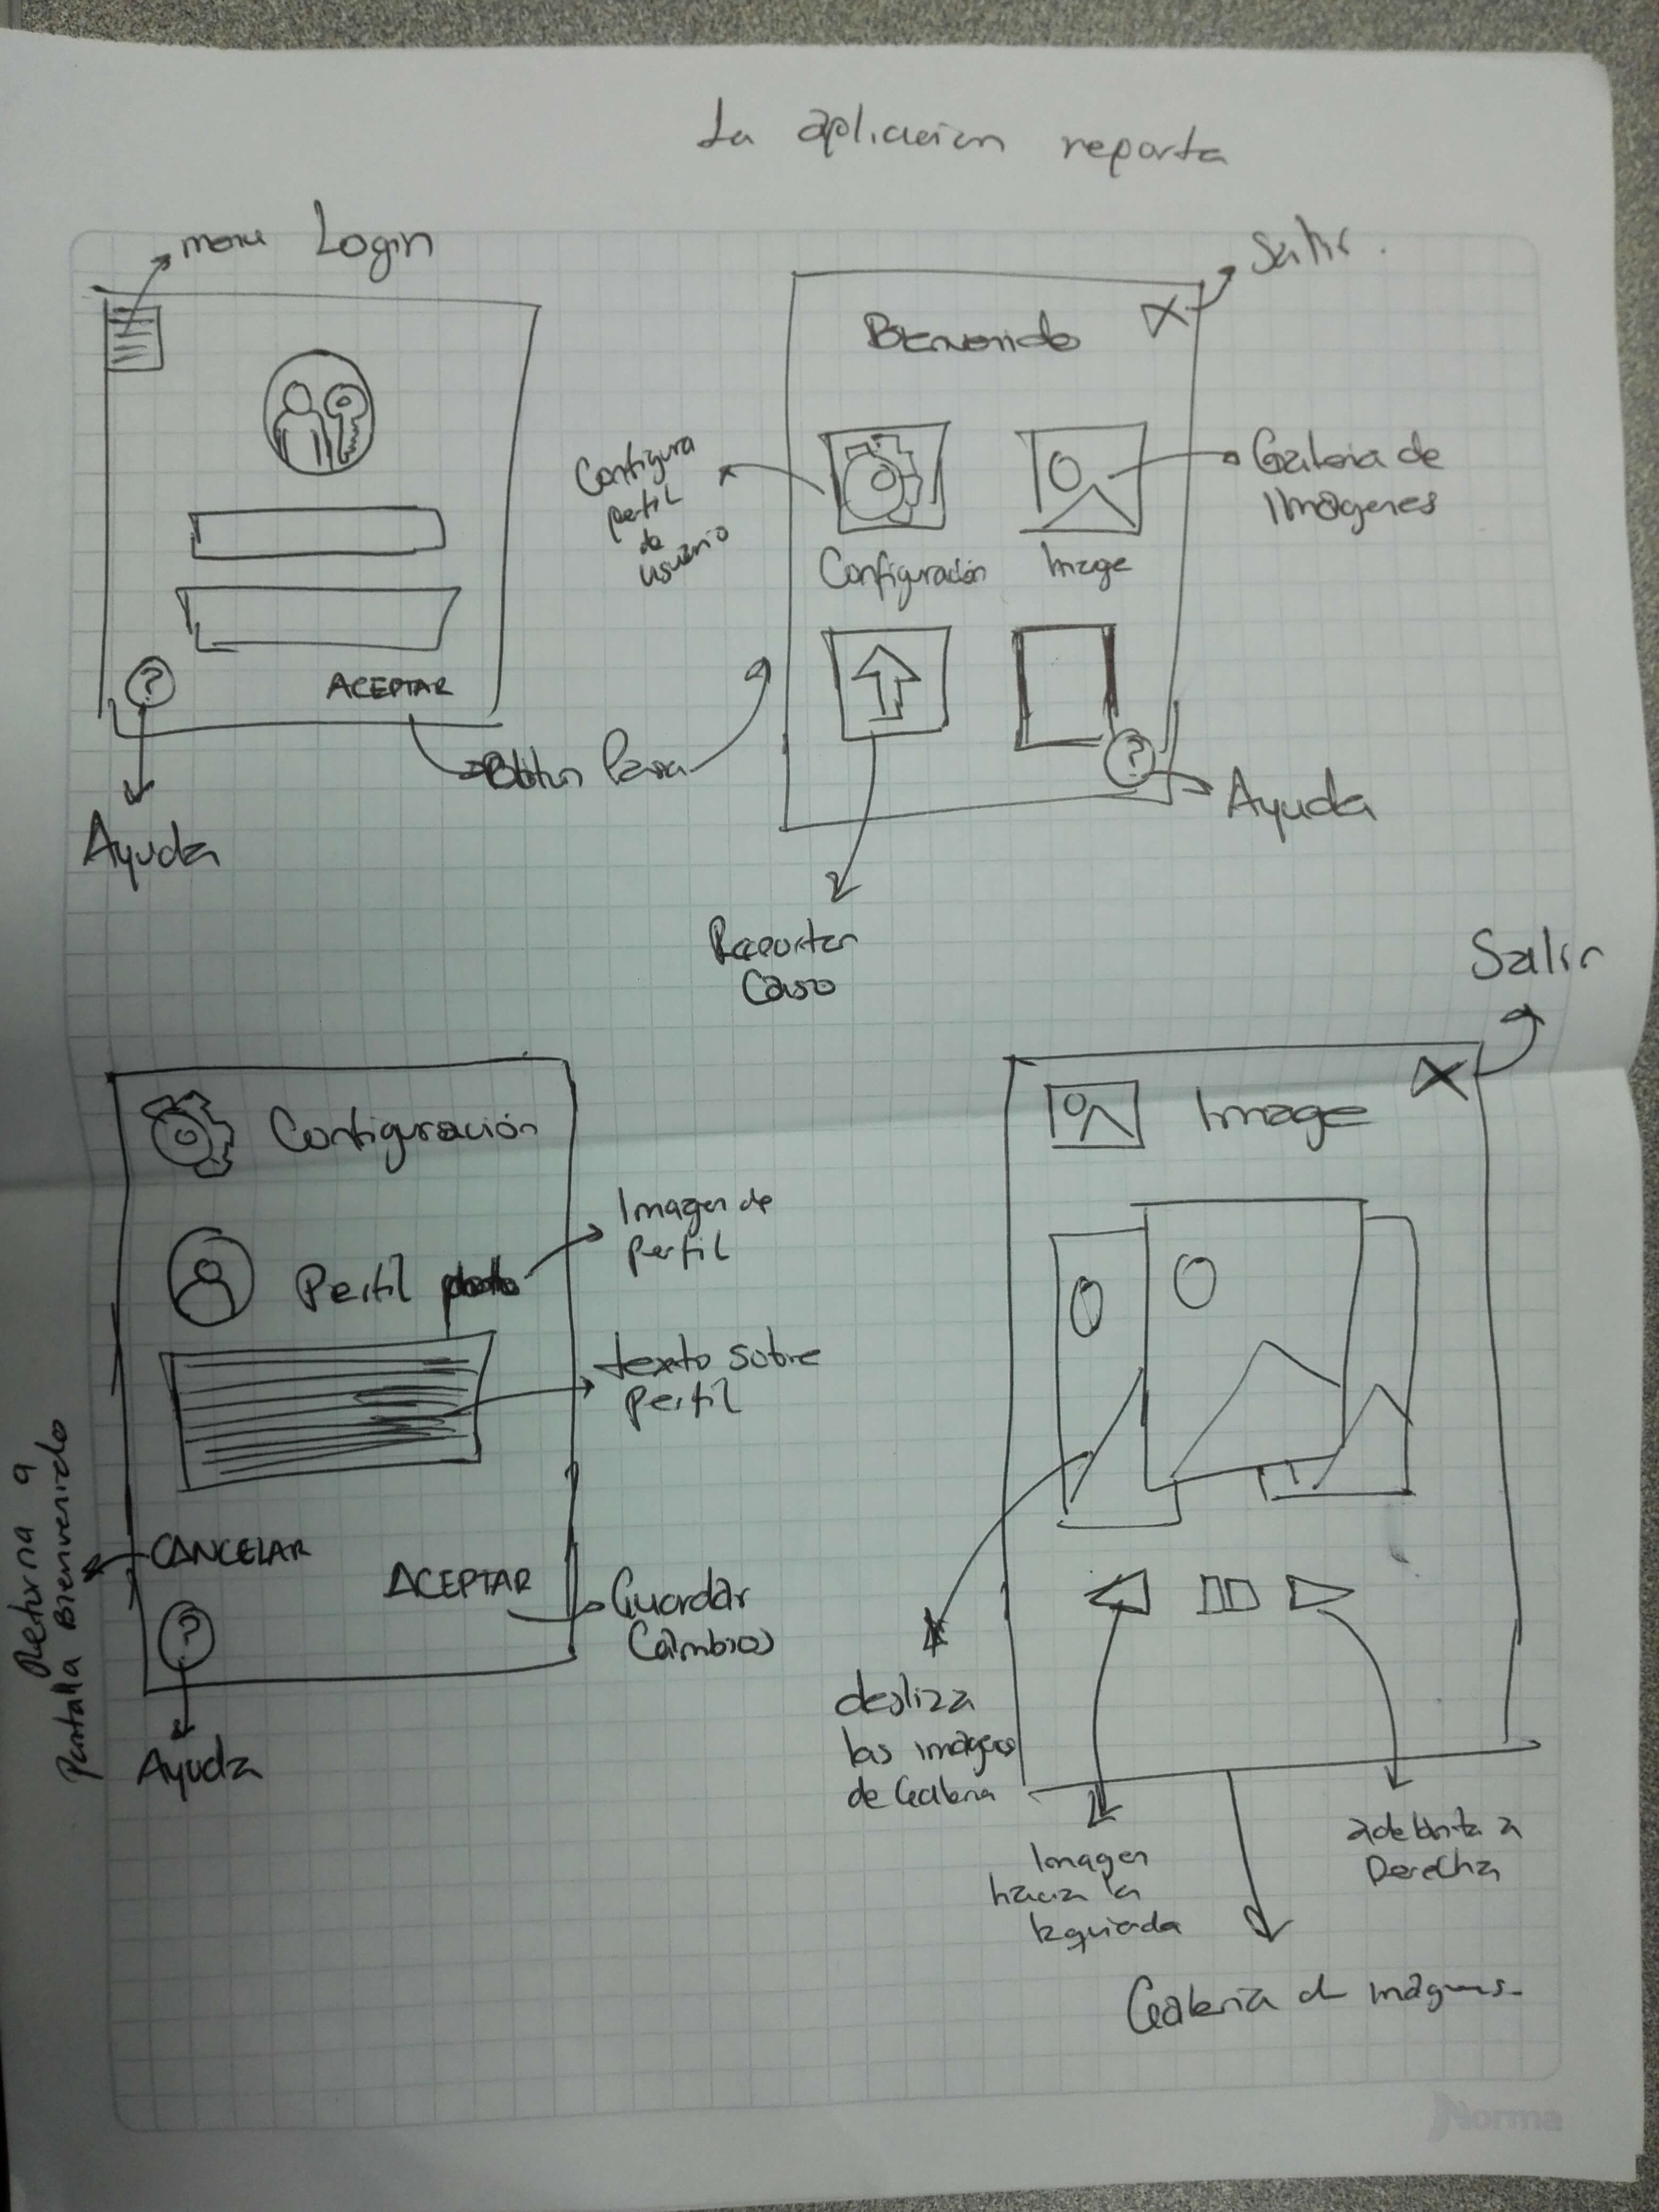 La aplicacion reporta
menu Login
?
ACEPTAR
Ayuda
Boton Para
Salir.
Bienvenido
X
Configura
perfil
de
usuario
Galeria de
Imagenes
Configuración
Image
?
Ayuda
Reportar
Caso
Configuración
Perfil photo
Imagen de
perfil
texto sobre
perfil
CANCELAR
Retorna a
Pantalla Bienvenido
ACEPTAR
Guardar
Cambios
?
Ayuda
Salir
Image
X
desliza
las imagenes
de Galeria
Imagen
hacia la
Izquierda
adelanta a
Derecha
Galeria de imagenes.
Norma